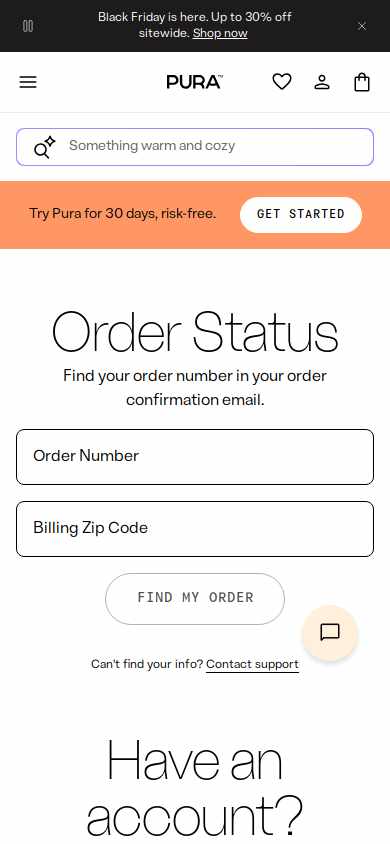 Black Friday is here. Up to 30% off
sitewide. Shop now
PURA™
Something warm and cozy
Try Pura for 30 days, risk-free.
GET STARTED
Order Status
Find your order number in your order
confirmation email.
Order Number
Billing Zip Code
FIND MY ORDER
Can't find your info? Contact support
Have an
account?